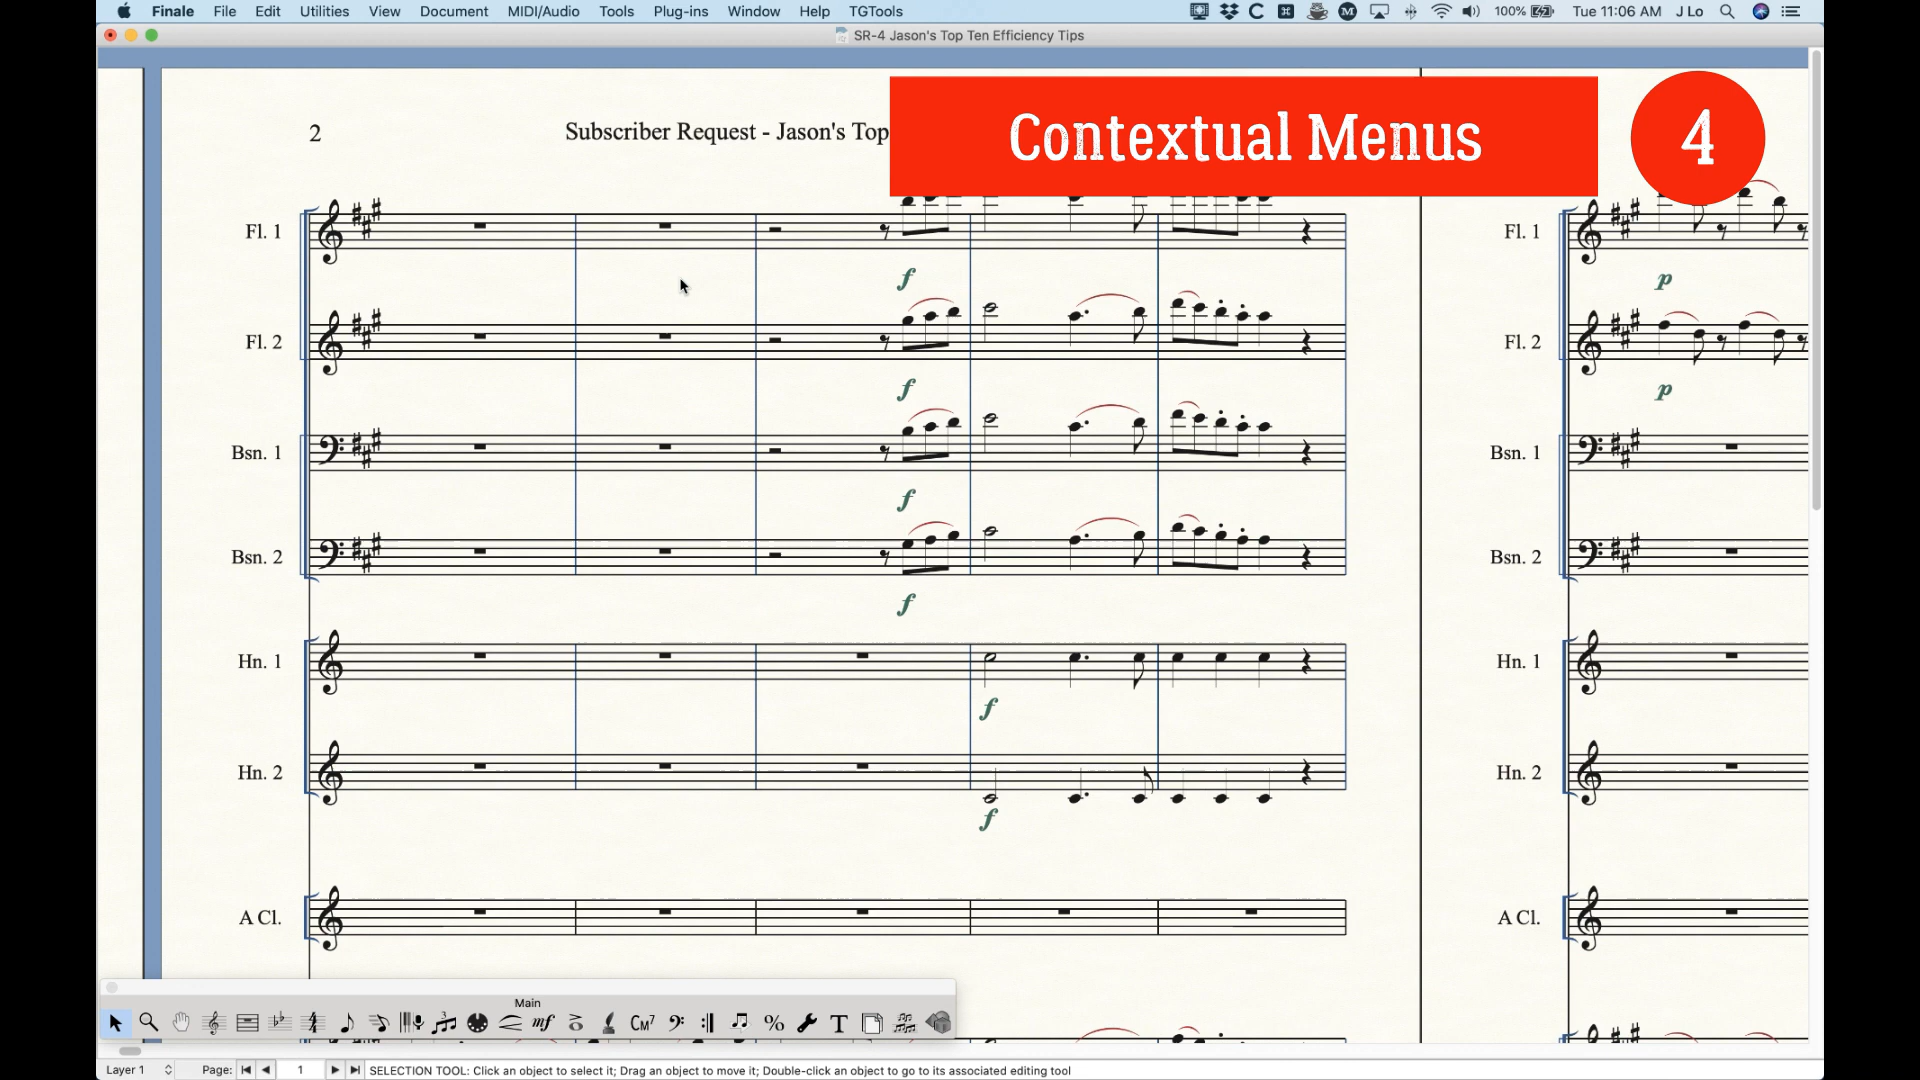 Finale File Edit Utilities View Document MIDI/Audio Tools Plug-ins Window Help TGTools 100% Tue 11:06 AM J Lo
SR-4 Jason's Top Ten Efficiency Tips
2
Subscriber Request - Jason's Top
Contextual Menus
4
Fl. 1
Fl. 1
f
p
Fl. 2
Fl. 2
f
p
Bsn. 1
Bsn. 1
f
Bsn. 2
Bsn. 2
f
Hn. 1
Hn. 1
f
Hn. 2
Hn. 2
f
A Cl.
A Cl.
Main
mf CM7 % T
Layer 1 Page: 1 SELECTION TOOL: Click an object to select it; Drag an object to move it; Double-click an object to go to its associated editing tool